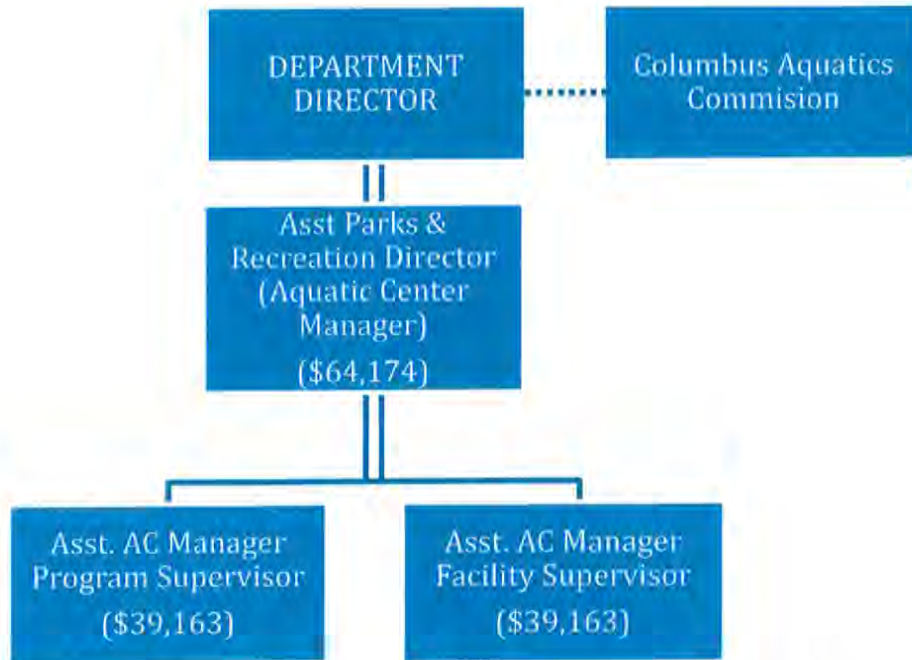 DEPARTMENT
DIRECTOR
Columbus Aquatics
Commision
Asst Parks &
Recreation Director
(Aquatic Center
Manager)
($64,174)
Asst. AC Manager
Program Supervisor
($39,163)
Asst. AC Manager
Facility Supervisor
($39,163)